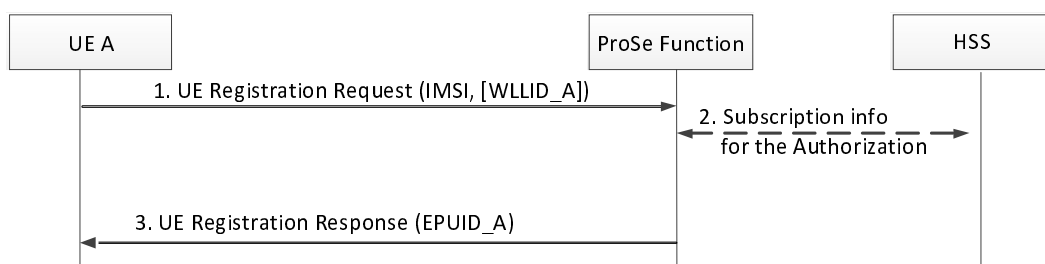 UE A
ProSe Function
HSS
1. UE Registration Request (IMSI, [WLLID_A])
2. Subscription info
for the Authorization
3. UE Registration Response (EPUID_A)